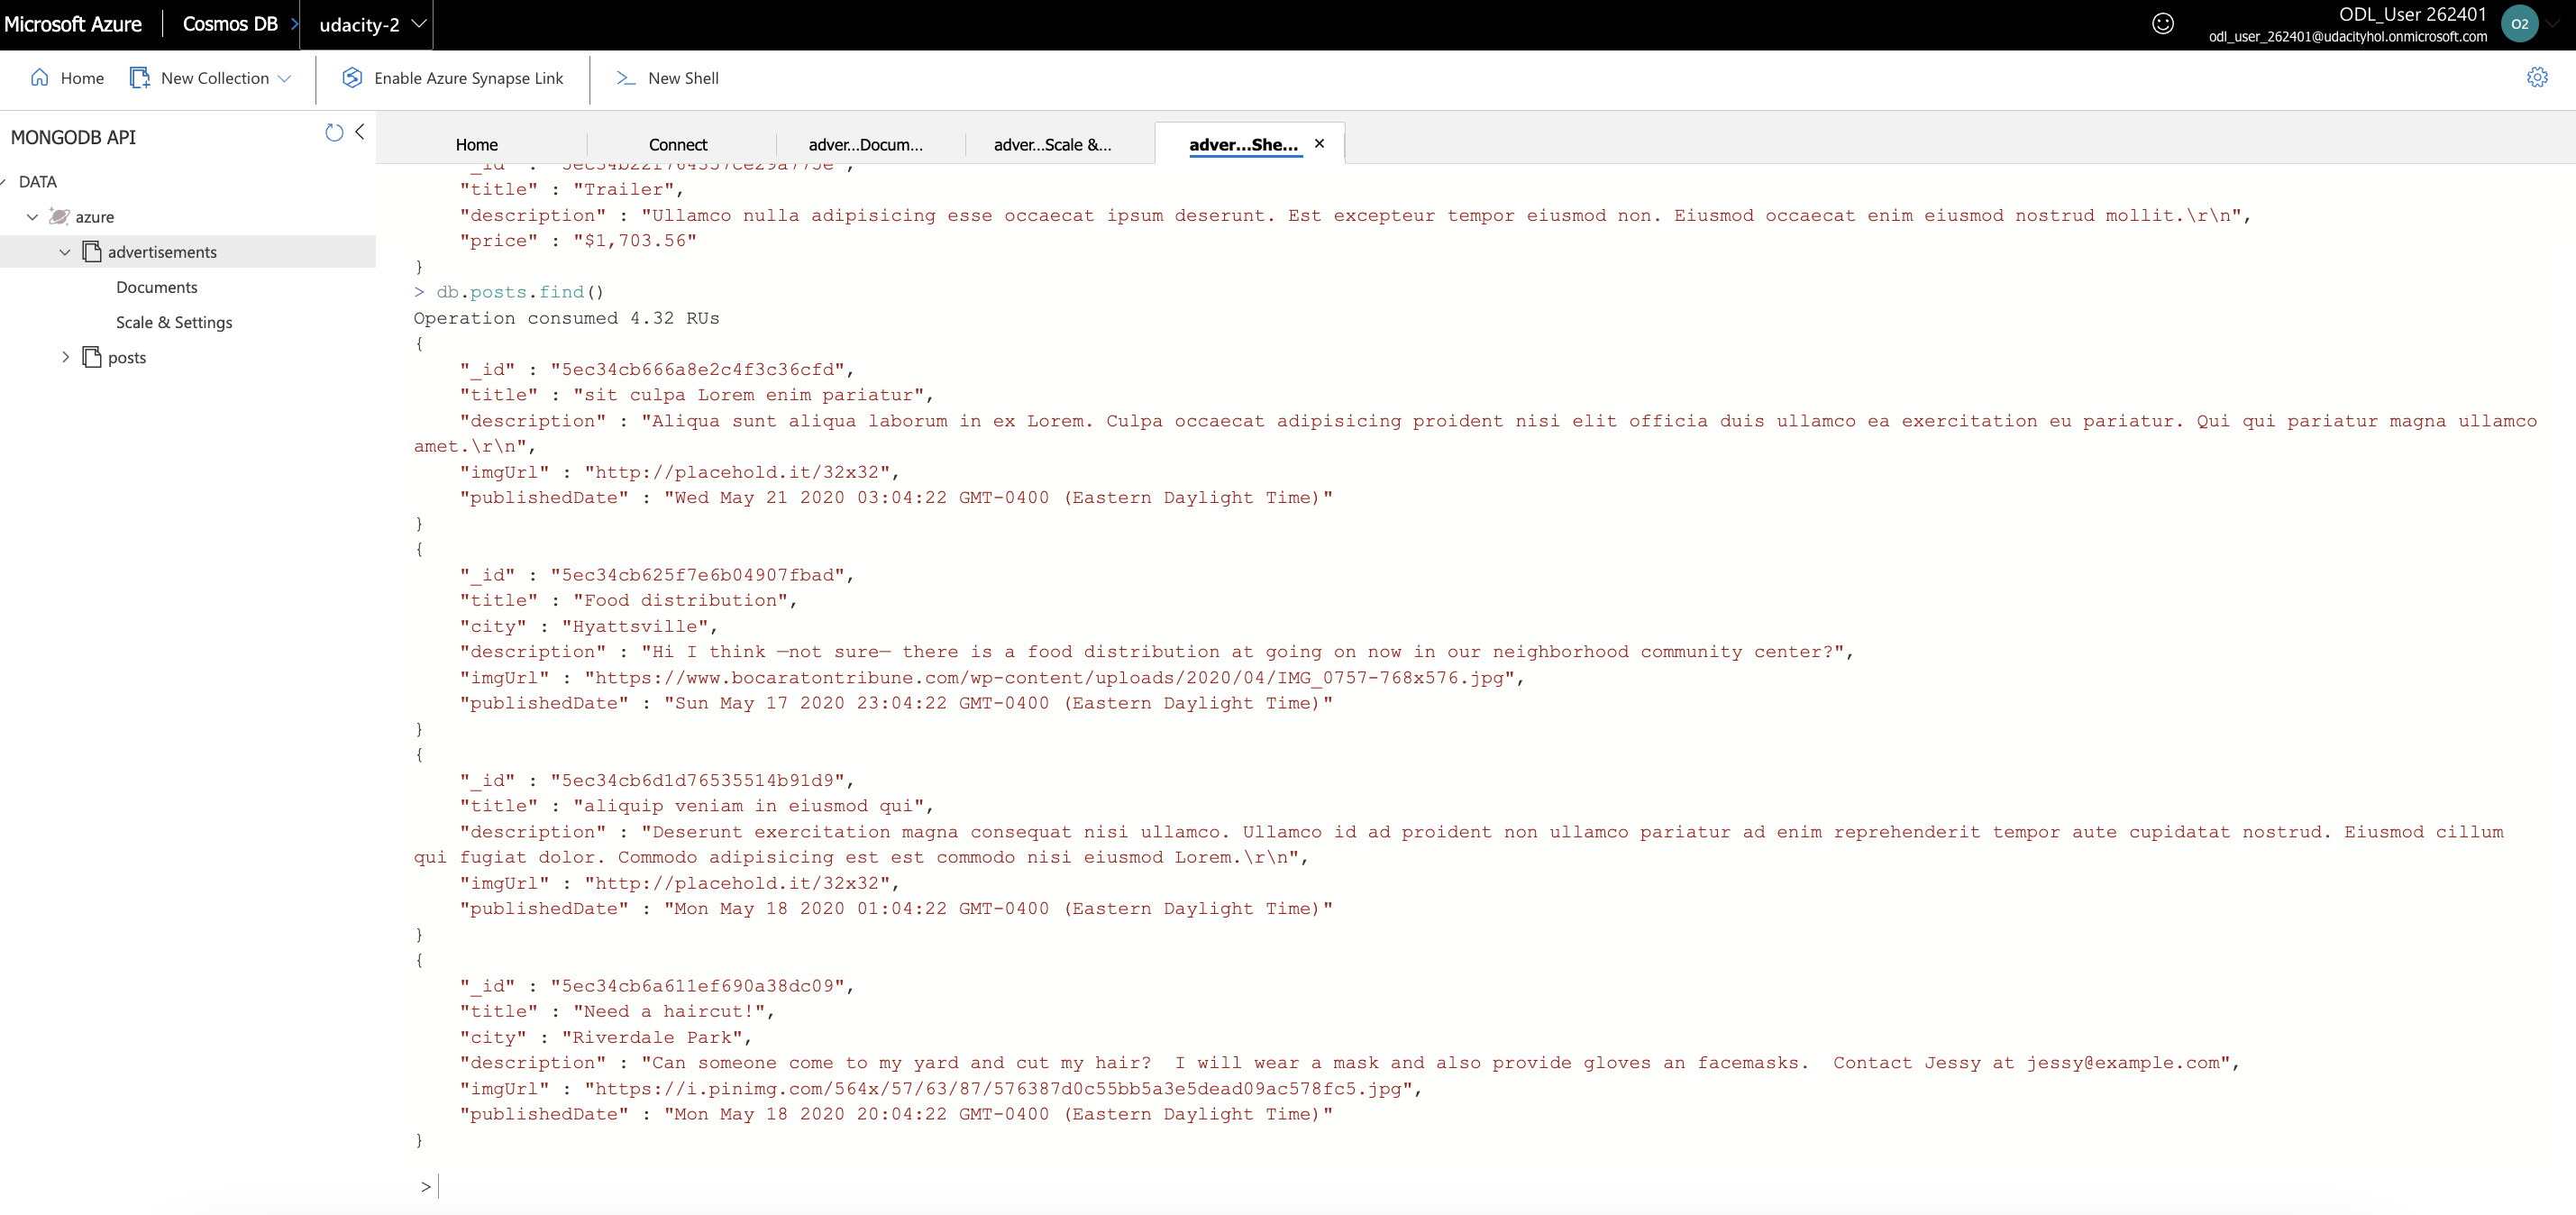 Microsoft Azure
Cosmos DB
udacity-2
ODL_User 262401
odl_user_262401@udacityhol.onmicrosoft.com
O2
Home
New Collection
Enable Azure Synapse Link
New Shell
MONGODB API
DATA
azure
advertisements
Documents
Scale & Settings
posts
Home
Connect
adver...Docum...
adver...Scale &...
adver...She...
"title" : "Trailer",
"description" : "Ullamco nulla adipisicing esse occaecat ipsum deserunt. Est excepteur tempor eiusmod non. Eiusmod occaecat enim eiusmod nostrud mollit.\r\n",
"price" : "$1,703.56"
}
> db.posts.find()
Operation consumed 4.32 RUs
{
"_id" : "5ec34cb666a8e2c4f3c36cfd",
"title" : "sit culpa Lorem enim pariatur",
"description" : "Aliqua sunt aliqua laborum in ex Lorem. Culpa occaecat adipisicing proident nisi elit officia duis ullamco ea exercitation eu pariatur. Qui qui pariatur magna ullamco
amet.\r\n",
"imgUrl" : "http://placehold.it/32x32",
"publishedDate" : "Wed May 21 2020 03:04:22 GMT-0400 (Eastern Daylight Time)"
}
{
"_id" : "5ec34cb625f7e6b04907fbad",
"title" : "Food distribution",
"city" : "Hyattsville",
"description" : "Hi I think —not sure— there is a food distribution at going on now in our neighborhood community center?",
"imgUrl" : "https://www.bocaratontribune.com/wp-content/uploads/2020/04/IMG_0757-768x576.jpg",
"publishedDate" : "Sun May 17 2020 23:04:22 GMT-0400 (Eastern Daylight Time)"
}
{
"_id" : "5ec34cb6d1d76535514b91d9",
"title" : "aliquip veniam in eiusmod qui",
"description" : "Deserunt exercitation magna consequat nisi ullamco. Ullamco id ad proident non ullamco pariatur ad enim reprehenderit tempor aute cupidatat nostrud. Eiusmod cillum
qui fugiat dolor. Commodo adipisicing est est commodo nisi eiusmod Lorem.\r\n",
"imgUrl" : "http://placehold.it/32x32",
"publishedDate" : "Mon May 18 2020 01:04:22 GMT-0400 (Eastern Daylight Time)"
}
{
"_id" : "5ec34cb6a611ef690a38dc09",
"title" : "Need a haircut!",
"city" : "Riverdale Park",
"description" : "Can someone come to my yard and cut my hair?  I will wear a mask and also provide gloves an facemasks.  Contact Jessy at jessy@example.com",
"imgUrl" : "https://i.pinimg.com/564x/57/63/87/576387d0c55bb5a3e5dead09ac578fc5.jpg",
"publishedDate" : "Mon May 18 2020 20:04:22 GMT-0400 (Eastern Daylight Time)"
}
>